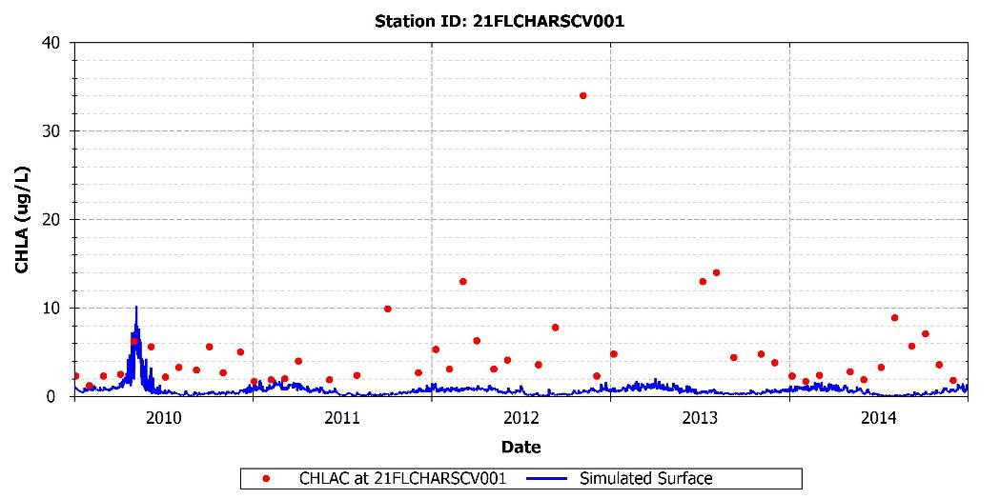 Station ID: 21FLCHARSCV001
40
30
20
10
0
CHLA (ug/L)
2010 2011 2012 2013 2014
Date
CHLAC at 21FLCHARSCV001 Simulated Surface